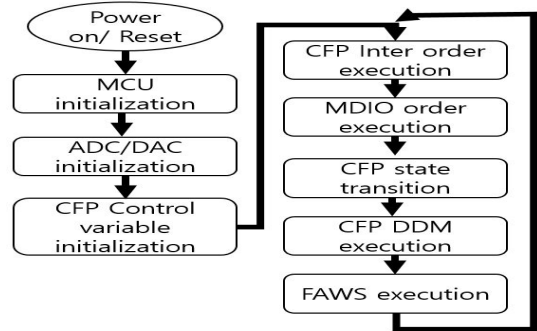 Power
on/ Reset
MCU
initialization
ADC/DAC
initialization
CFP Control
variable
initialization
CFP Inter order
execution
MDIO order
execution
CFP state
transition
CFP DDM
execution
FAWS execution